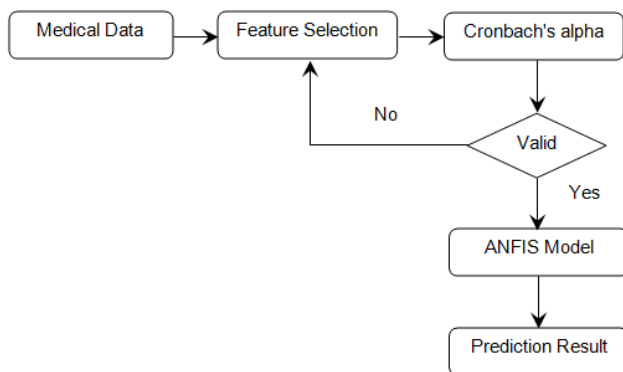 Medical Data
Feature Selection
Cronbach's alpha
No
Valid
Yes
ANFIS Model
Prediction Result